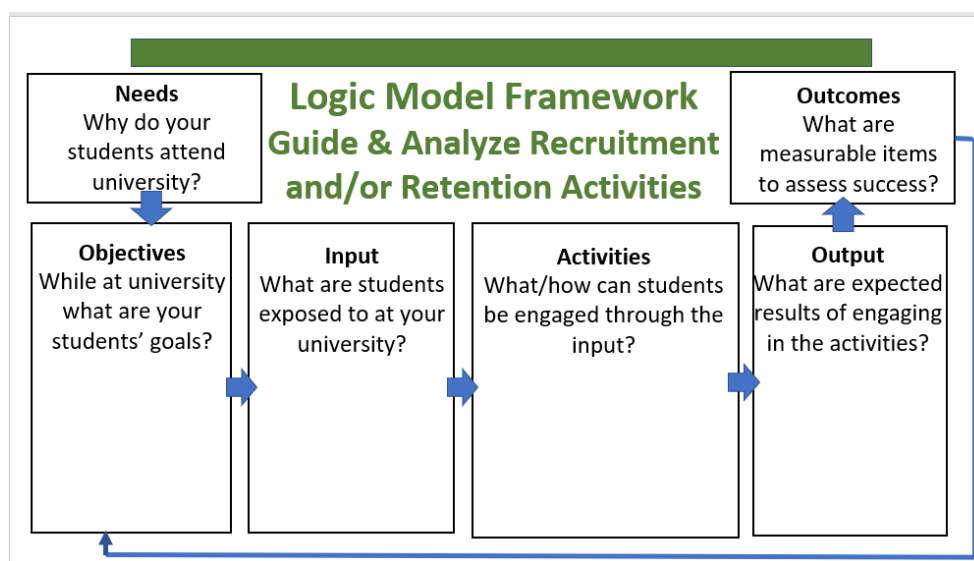 Logic Model Framework
Guide & Analyze Recruitment
and/or Retention Activities
Needs
Why do your
students attend
university?
Objectives
While at university
what are your
students’ goals?
Input
What are students
exposed to at your
university?
Activities
What/how can students
be engaged through the
input?
Output
What are expected
results of engaging
in the activities?
Outcomes
What are
measurable items
to assess success?